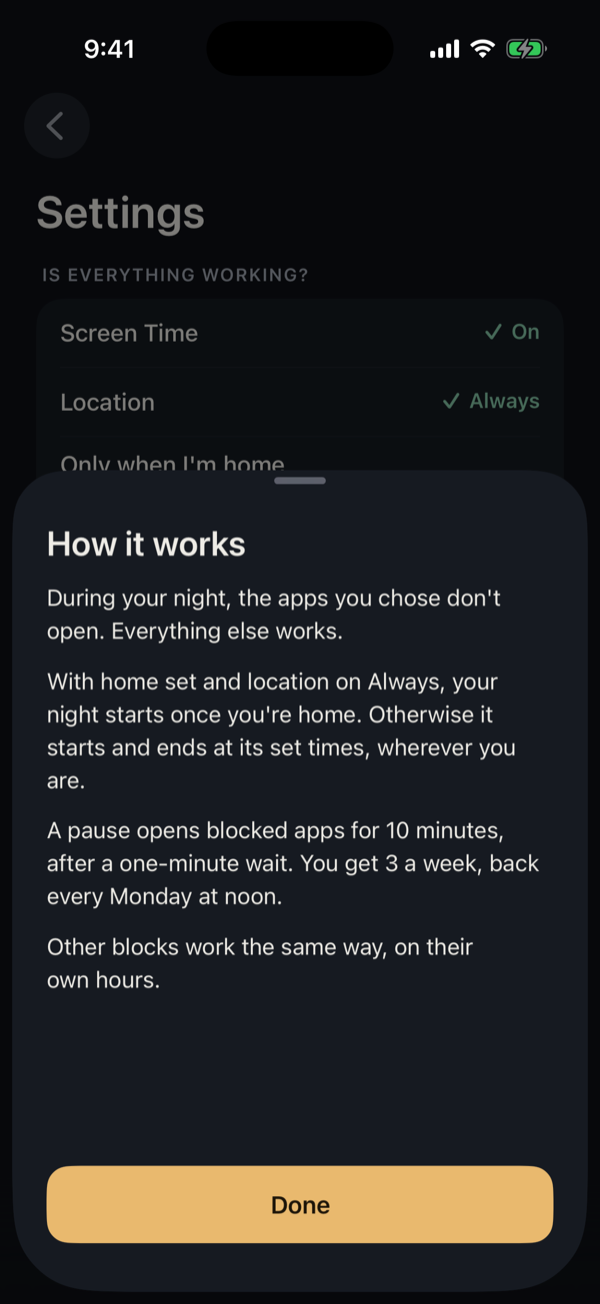 9:41
Settings
IS EVERYTHING WORKING?
Screen Time
On
Location
Always
Only when I'm home
How it works
During your night, the apps you chose don't
open. Everything else works.
With home set and location on Always, your
night starts once you're home. Otherwise it
starts and ends at its set times, wherever you
are.
A pause opens blocked apps for 10 minutes,
after a one-minute wait. You get 3 a week, back
every Monday at noon.
Other blocks work the same way, on their
own hours.
Done